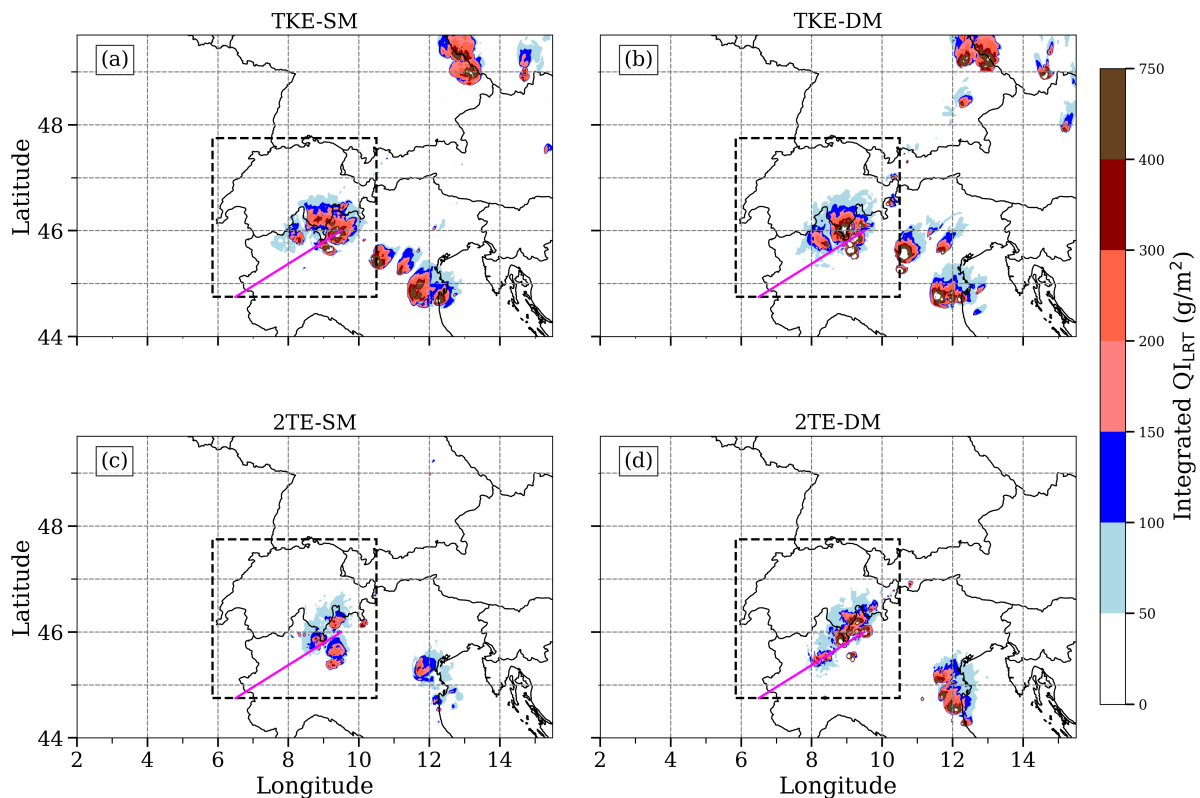 TKE-SM
TKE-DM
(a)
(b)
Latitude
48
46
44
750
400
300
200
150
100
50
0
Integrated QI_LRT (g/m²)
2TE-SM
2TE-DM
(c)
(d)
Latitude
48
46
44
2 4 6 8 10 12 14
2 4 6 8 10 12 14
Longitude
Longitude